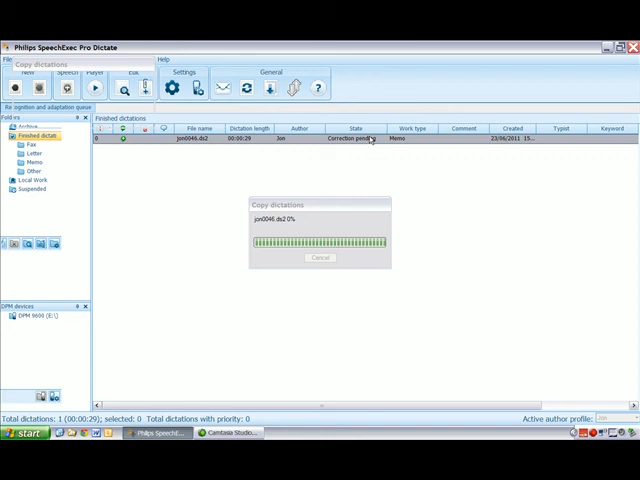 Philips SpeechExec Pro Dictate
File
Help
Copy dictations
New
Speech
Player
Edit
Settings
General
Recognition and adaptation queue
Folders
Finished dictations
Archive
File name
Dictation length
Author
State
Work type
Comment
Created
Typist
Keyword
Finished dictati
0
jon0046.ds2
00:00:29
Jon
Correction pending
Memo
23/06/2011 15...
Fax
Letter
Memo
Other
Local Work
Suspended
Copy dictations
jon0046.ds2 0%
Cancel
DPM devices
DPM 9600 (E:\)
Total dictations: 1 (00:00:29); selected: 0 Total dictations with priority: 0
Active author profile:
Jon
start
Philips SpeechE...
Camtasia Studio...